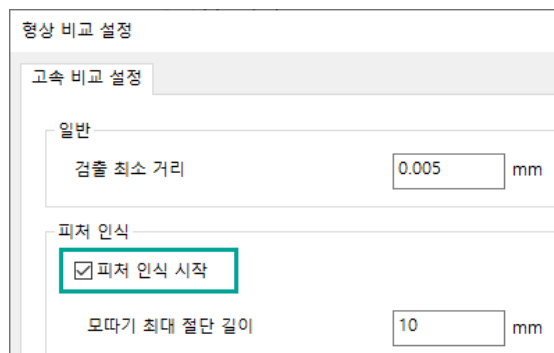 형상 비교 설정
고속 비교 설정
일반
검출 최소 거리 0.005 mm
피처 인식
피처 인식 시작
모따기 최대 절단 길이 10 mm